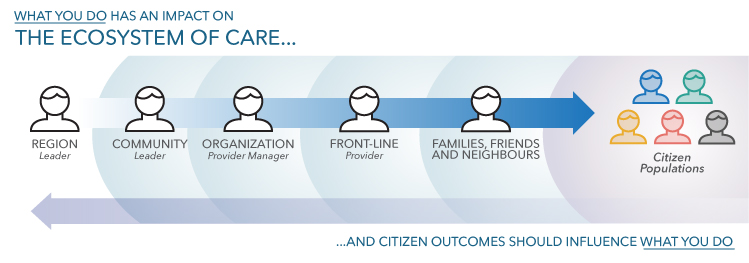 WHAT YOU DO HAS AN IMPACT ON
THE ECOSYSTEM OF CARE...
REGION
Leader
COMMUNITY
Leader
ORGANIZATION
Provider Manager
FRONT-LINE
Provider
FAMILIES, FRIENDS
AND NEIGHBOURS
Citizen
Populations
...AND CITIZEN OUTCOMES SHOULD INFLUENCE WHAT YOU DO